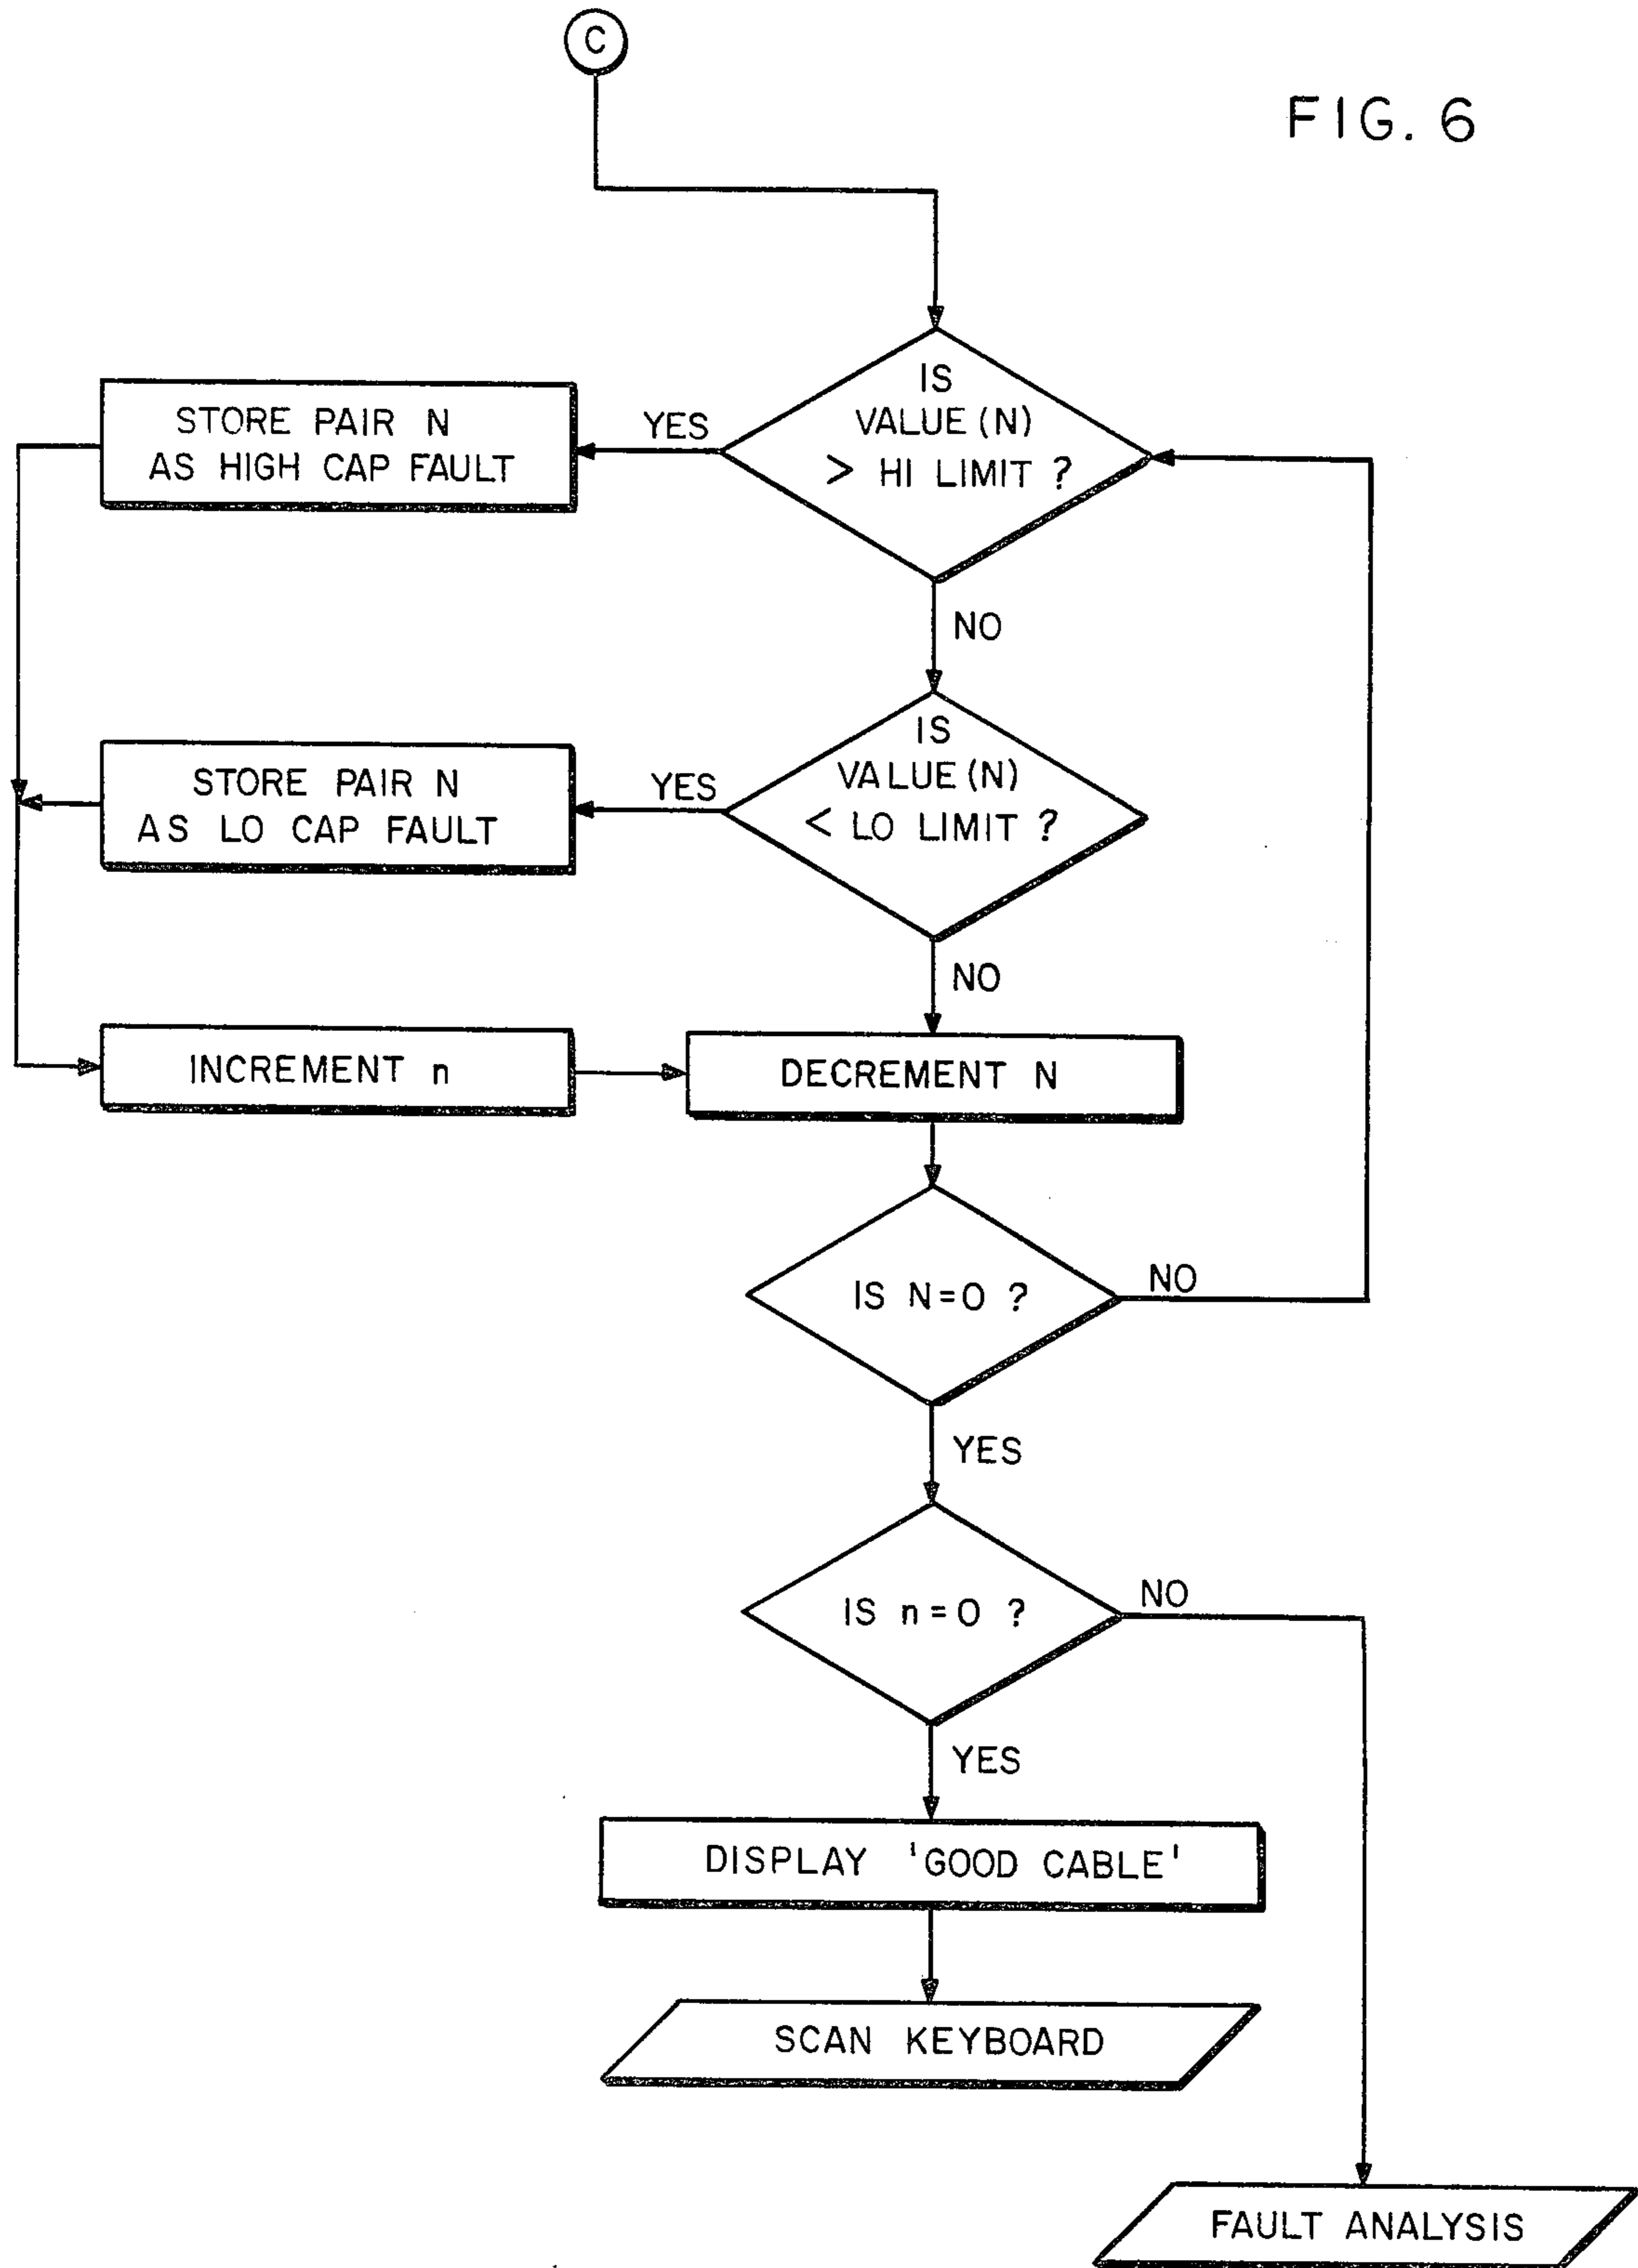 C
FIG. 6
IS
VALUE (N)
> HI LIMIT ?
YES
STORE PAIR N
AS HIGH CAP FAULT
NO
IS
VALUE (N)
< LO LIMIT ?
YES
STORE PAIR N
AS LO CAP FAULT
NO
INCREMENT n
DECREMENT N
IS N=0 ?
NO
YES
IS n=0 ?
NO
YES
DISPLAY 'GOOD CABLE'
SCAN KEYBOARD
FAULT ANALYSIS